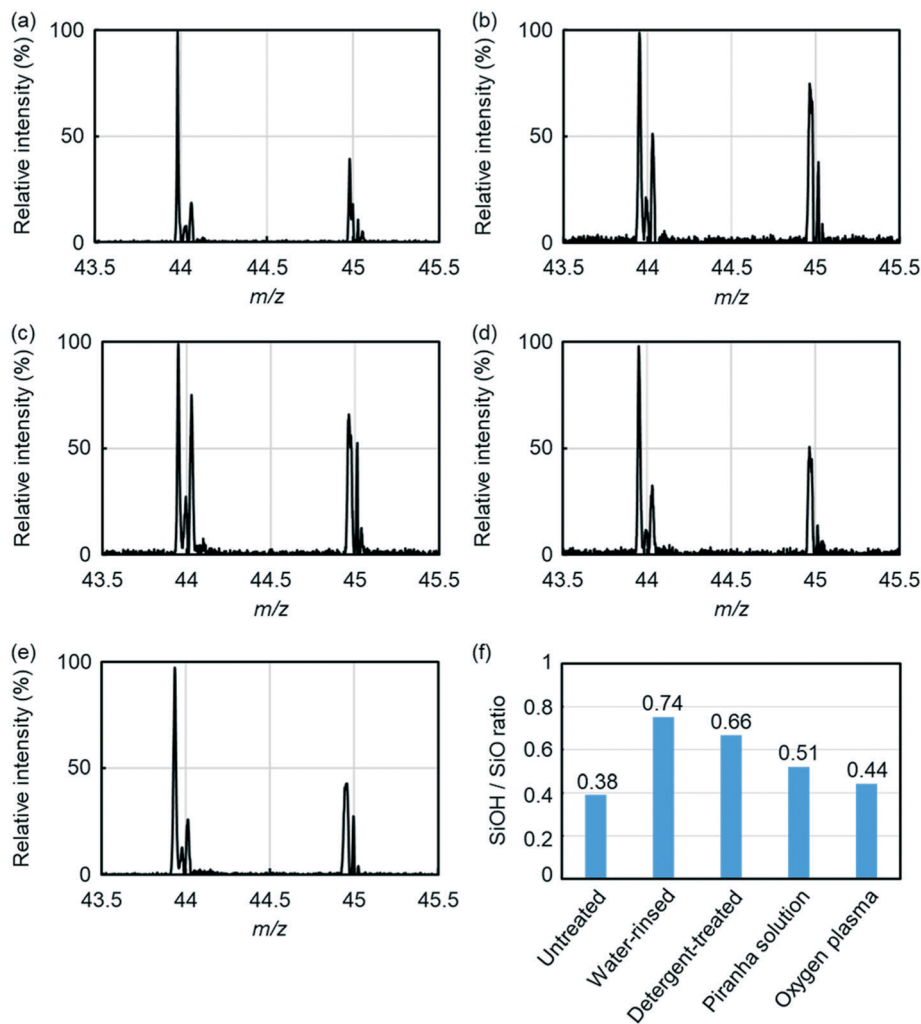 (a)
Relative intensity (%)
100
50
0
43.5 44 44.5 45 45.5
m/z
(b)
Relative intensity (%)
100
50
0
43.5 44 44.5 45 45.5
m/z
(c)
Relative intensity (%)
100
50
0
43.5 44 44.5 45 45.5
m/z
(d)
Relative intensity (%)
100
50
0
43.5 44 44.5 45 45.5
m/z
(e)
Relative intensity (%)
100
50
0
43.5 44 44.5 45 45.5
m/z
(f)
SiOH / SiO ratio
1
0.8
0.6
0.4
0.2
0
0.38
0.74
0.66
0.51
0.44
Untreated
Water-rinsed
Detergent-treated
Piranha solution
Oxygen plasma